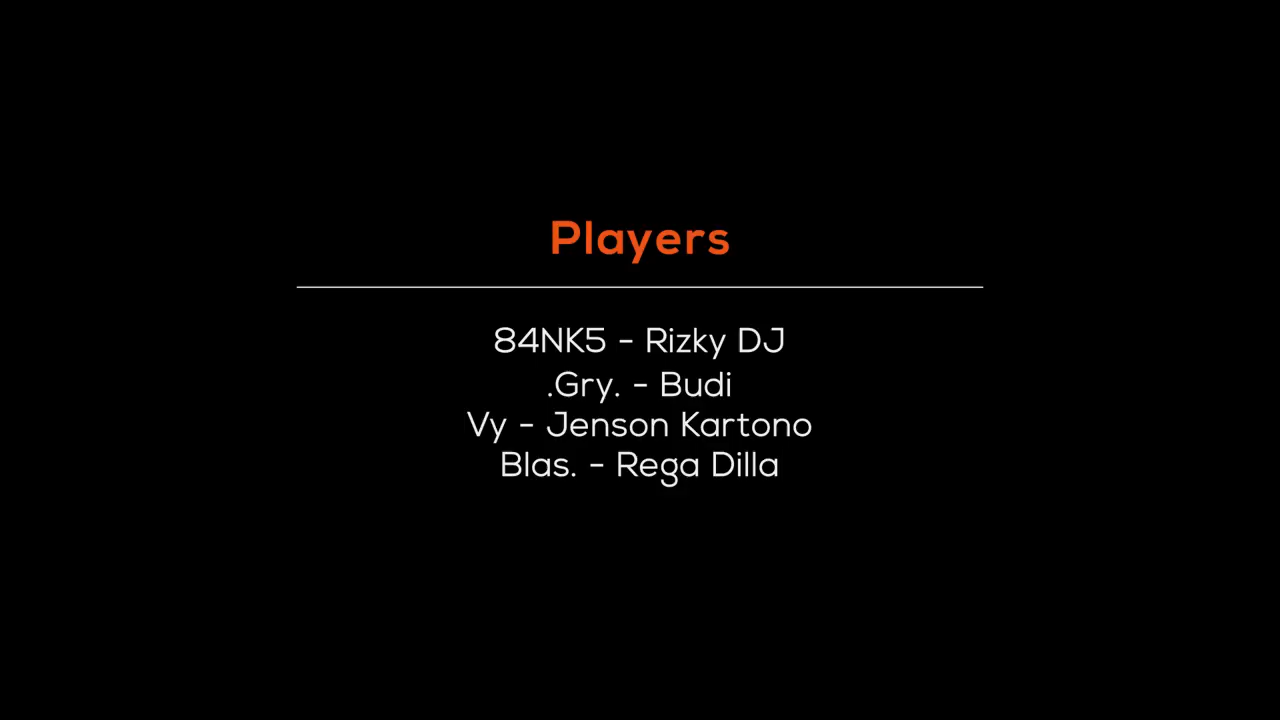 Players
84NK5 - Rizky DJ
.Gry. - Budi
Vy - Jenson Kartono
Blas. - Rega Dilla